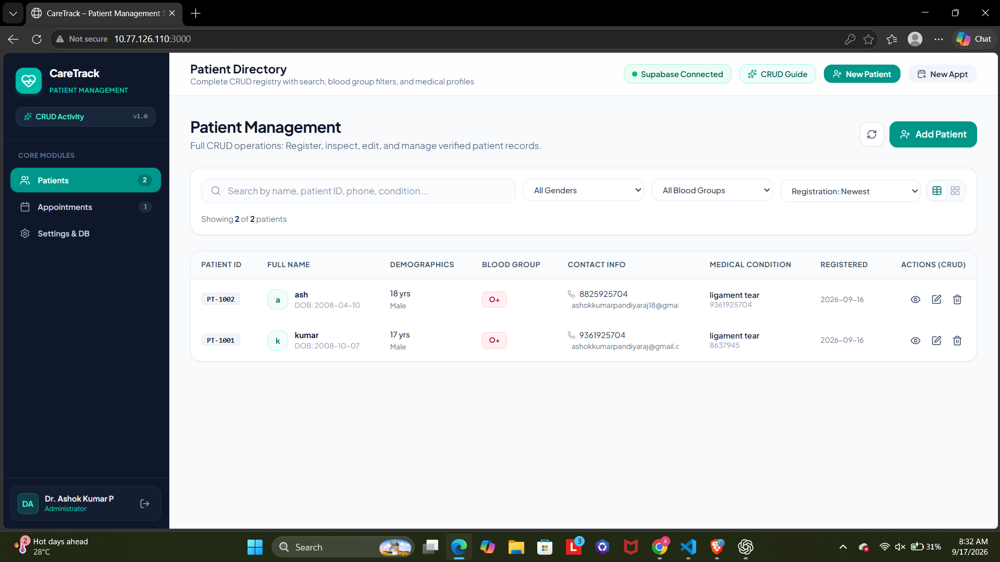 CareTrack – Patient Management S
Not secure 10.77.126.110:3000
Chat
CareTrack
PATIENT MANAGEMENT
CRUD Activity v1.0
CORE MODULES
Patients 2
Appointments 1
Settings & DB
DA
Dr. Ashok Kumar P
Administrator
Patient Directory
Complete CRUD registry with search, blood group filters, and medical profiles
Supabase Connected
CRUD Guide
New Patient
New Appt
Patient Management
Full CRUD operations: Register, inspect, edit, and manage verified patient records.
Add Patient
Search by name, patient ID, phone, condition...
All Genders
All Blood Groups
Registration: Newest
Showing 2 of 2 patients
PATIENT ID FULL NAME DEMOGRAPHICS BLOOD GROUP CONTACT INFO MEDICAL CONDITION REGISTERED ACTIONS (CRUD)
PT-1002 a ash 18 yrs O+ 8825925704 ligament tear 2026-09-16
DOB: 2008-04-10 Male ashokkumarpandiyaraj18@gmai 9361925704
PT-1001 k kumar 17 yrs O+ 9361925704 ligament tear 2026-09-16
DOB: 2008-10-07 Male ashokkumarpandiyaraj@gmail.c 8637945
2
Hot days ahead
28°C
Search
L 3
A
31%
8:32 AM
9/17/2026